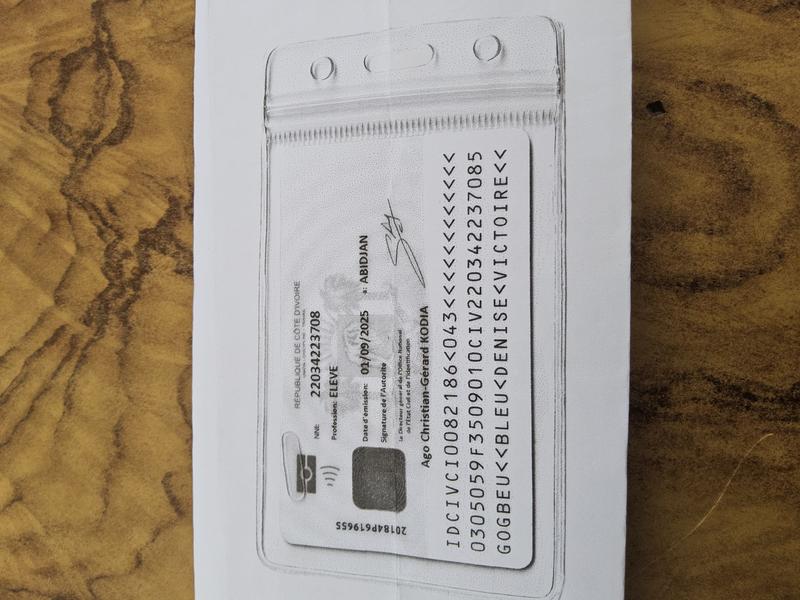 RÉPUBLIQUE DE CÔTE D'IVOIRE
NNI: 22034223708
Profession: ELEVE
Date d'émission: 01/09/2025 à: ABIDJAN
Signature de l'Autorité
Le Directeur général de l'Office National
de l'Etat Civil et de l'Identification
Ago Christian-Gérard KODIA
20184P619655
IDCIVCI0082186<043<<<<<<<<<<<<
0305059F3509010CIV220342237085
GOGBEU<<BLEU<DENISE<VICTOIRE<<